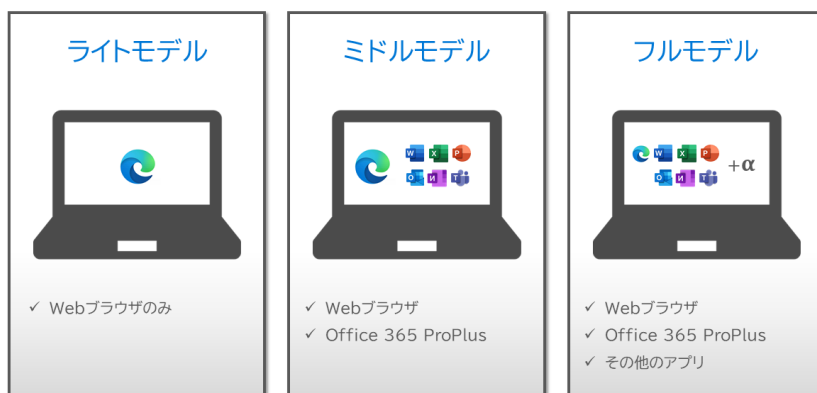 ライトモデル
✓ Webブラウザのみ
ミドルモデル
W X P
O N T
✓ Webブラウザ
✓ Office 365 ProPlus
フルモデル
W X P
O N T
+α
✓ Webブラウザ
✓ Office 365 ProPlus
✓ その他のアプリ